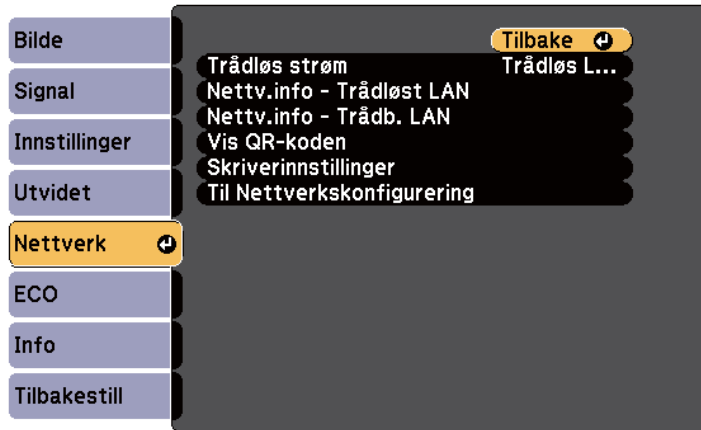 Bilde
Signal
Innstillinger
Utvidet
Nettverk
ECO
Info
Tilbakestill
Tilbake
Trådløs strøm Trådløs L...
Nettv.info - Trådløst LAN
Nettv.info - Trådb. LAN
Vis QR-koden
Skriverinnstillinger
Til Nettverkskonfigurering